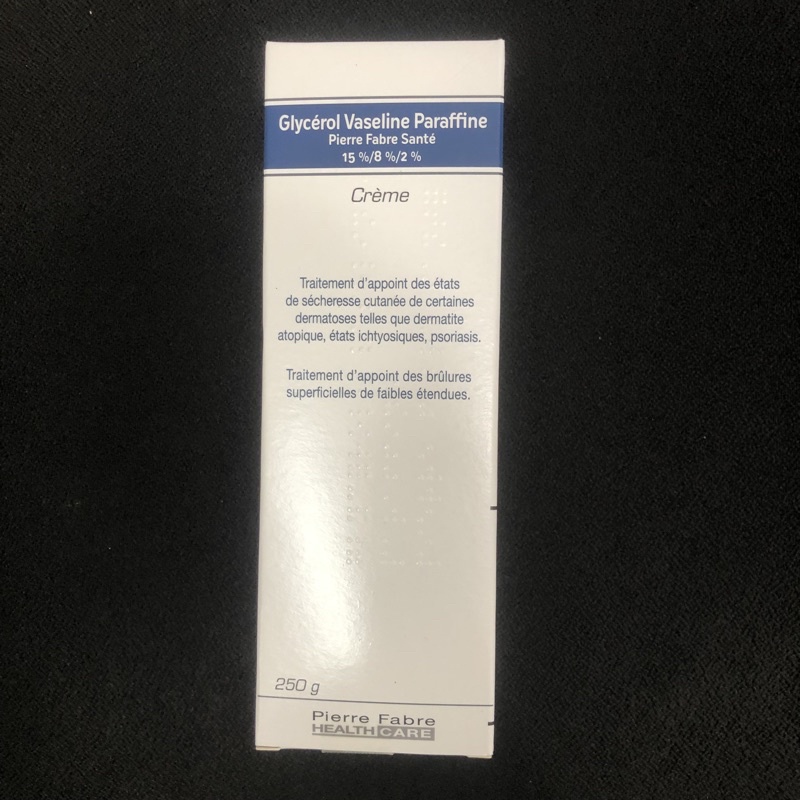 Glycérol Vaseline Paraffine
Pierre Fabre Santé
15 %/8 %/2 %
Crème
Traitement d'appoint des états
de sécheresse cutanée de certaines
dermatoses telles que dermatite
atopique, états ichtyosiques, psoriasis.
Traitement d'appoint des brûlures
superficielles de faibles étendues.
250 g
Pierre Fabre
HEALTH CARE